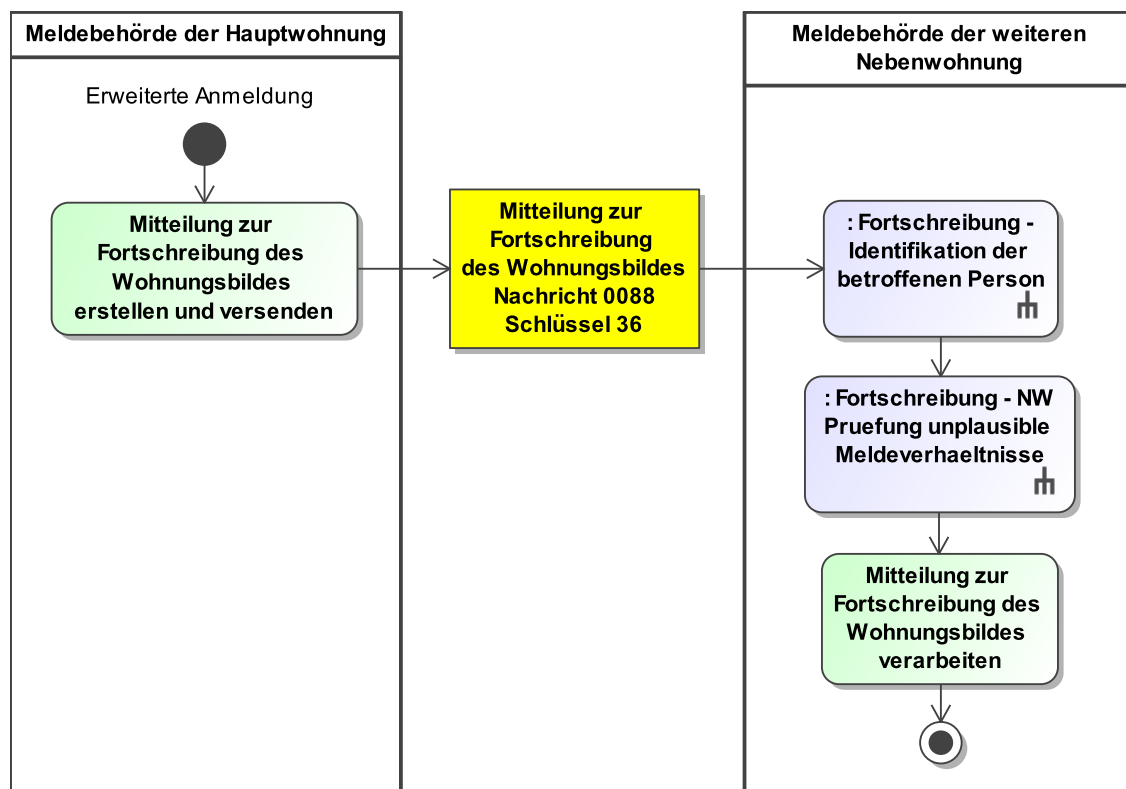 Meldebehörde der Hauptwohnung
Erweiterte Anmeldung
Mitteilung zur
Fortschreibung des
Wohnungsbildes
erstellen und versenden
Mitteilung zur
Fortschreibung
des Wohnungsbildes
Nachricht 0088
Schlüssel 36
Meldebehörde der weiteren
Nebenwohnung
: Fortschreibung -
Identifikation der
betroffenen Person
: Fortschreibung - NW
Pruefung unplausible
Meldeverhaeltnisse
Mitteilung zur
Fortschreibung des
Wohnungsbildes
verarbeiten